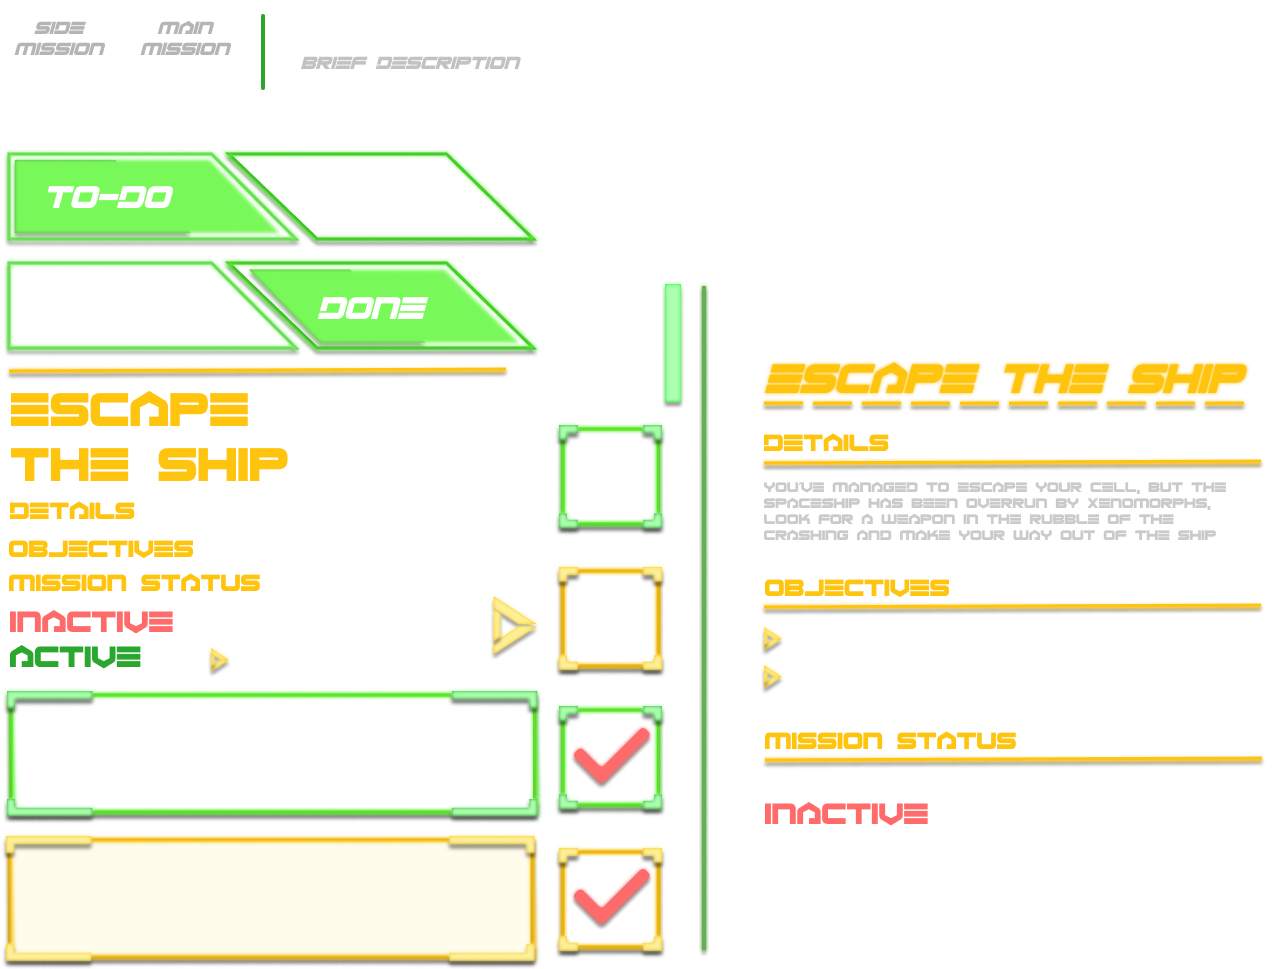 SIDE
MISSION
MAIN
MISSION
BRIEF DESCRIPTION
TO-DO
DONE
ESCAPE
THE SHIP
DETAILS
OBJECTIVES
MISSION STATUS
INACTIVE
ACTIVE
ESCAPE THE SHIP
DETAILS
YOU'VE MANAGED TO ESCAPE YOUR CELL, BUT THE
SPACESHIP HAS BEEN OVERRUN BY XENOMORPHS,
LOOK FOR A WEAPON IN THE RUBBLE OF THE
CRASHING AND MAKE YOUR WAY OUT OF THE SHIP
OBJECTIVES
MISSION STATUS
INACTIVE